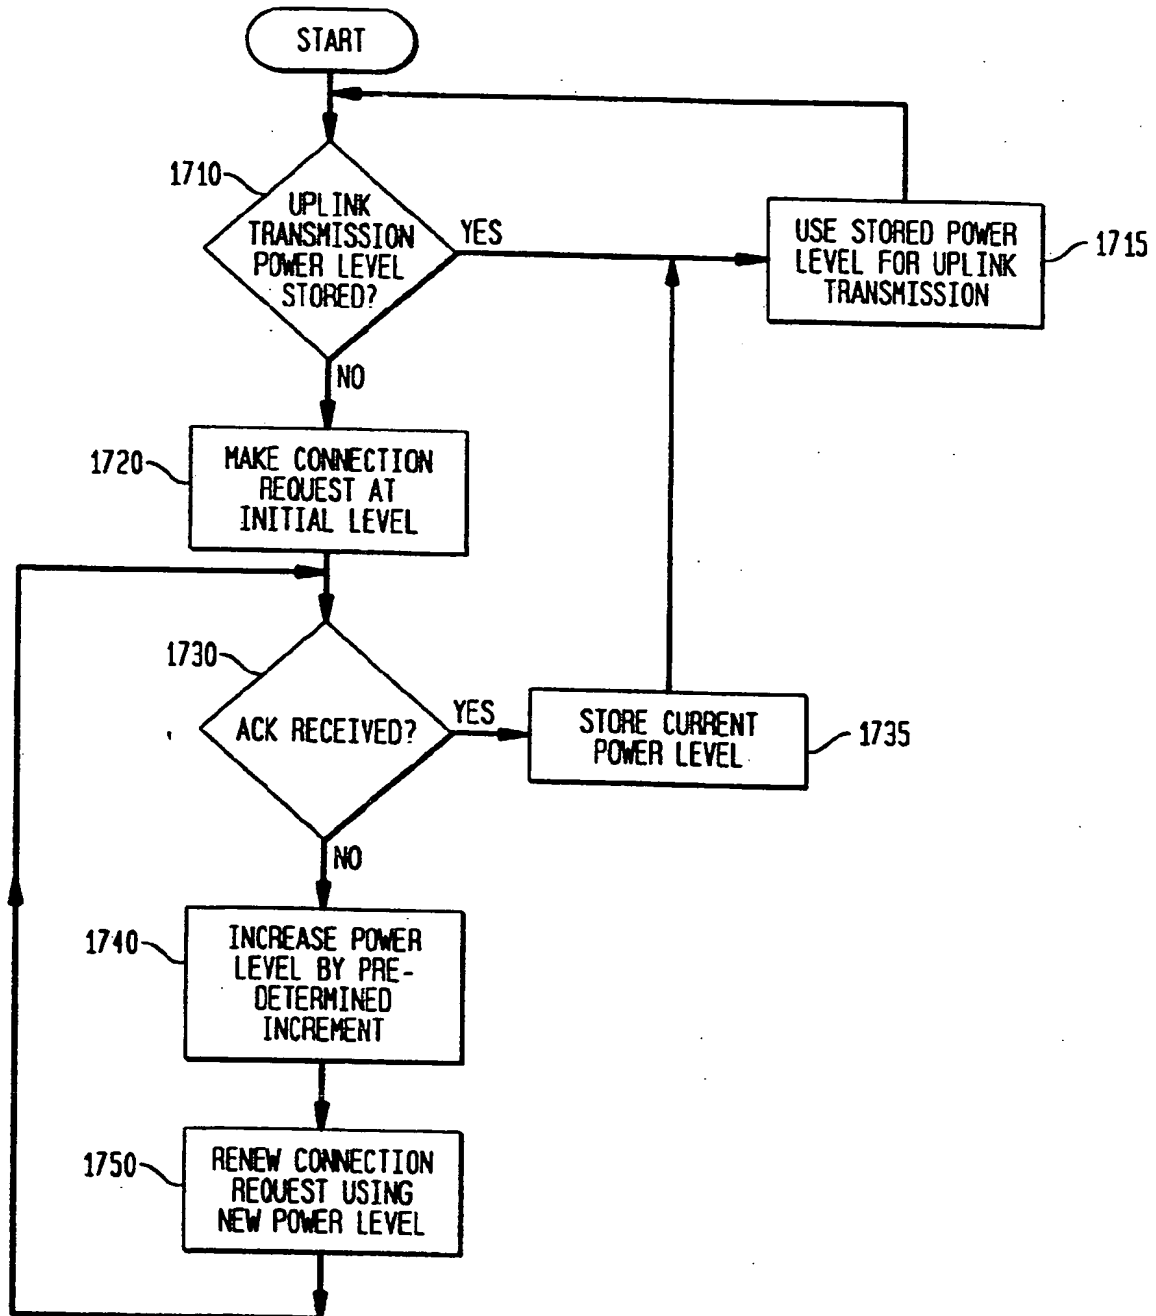 START
1710
UPLINK
TRANSMISSION
POWER LEVEL
STORED?
YES
USE STORED POWER
LEVEL FOR UPLINK
TRANSMISSION
1715
NO
1720
MAKE CONNECTION
REQUEST AT
INITIAL LEVEL
1730
ACK RECEIVED?
YES
STORE CURRENT
POWER LEVEL
1735
NO
1740
INCREASE POWER
LEVEL BY PRE-
DETERMINED
INCREMENT
1750
RENEW CONNECTION
REQUEST USING
NEW POWER LEVEL